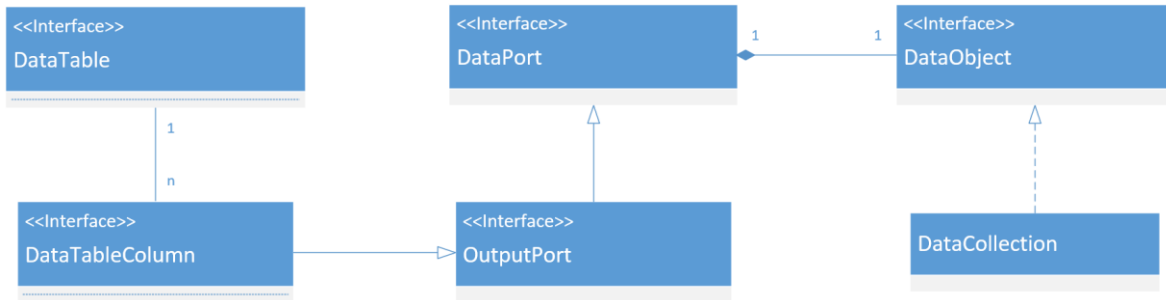 <<Interface>>
DataTable
<<Interface>>
DataPort
1
1
<<Interface>>
DataObject
1
n
<<Interface>>
DataTableColumn
<<Interface>>
OutputPort
DataCollection